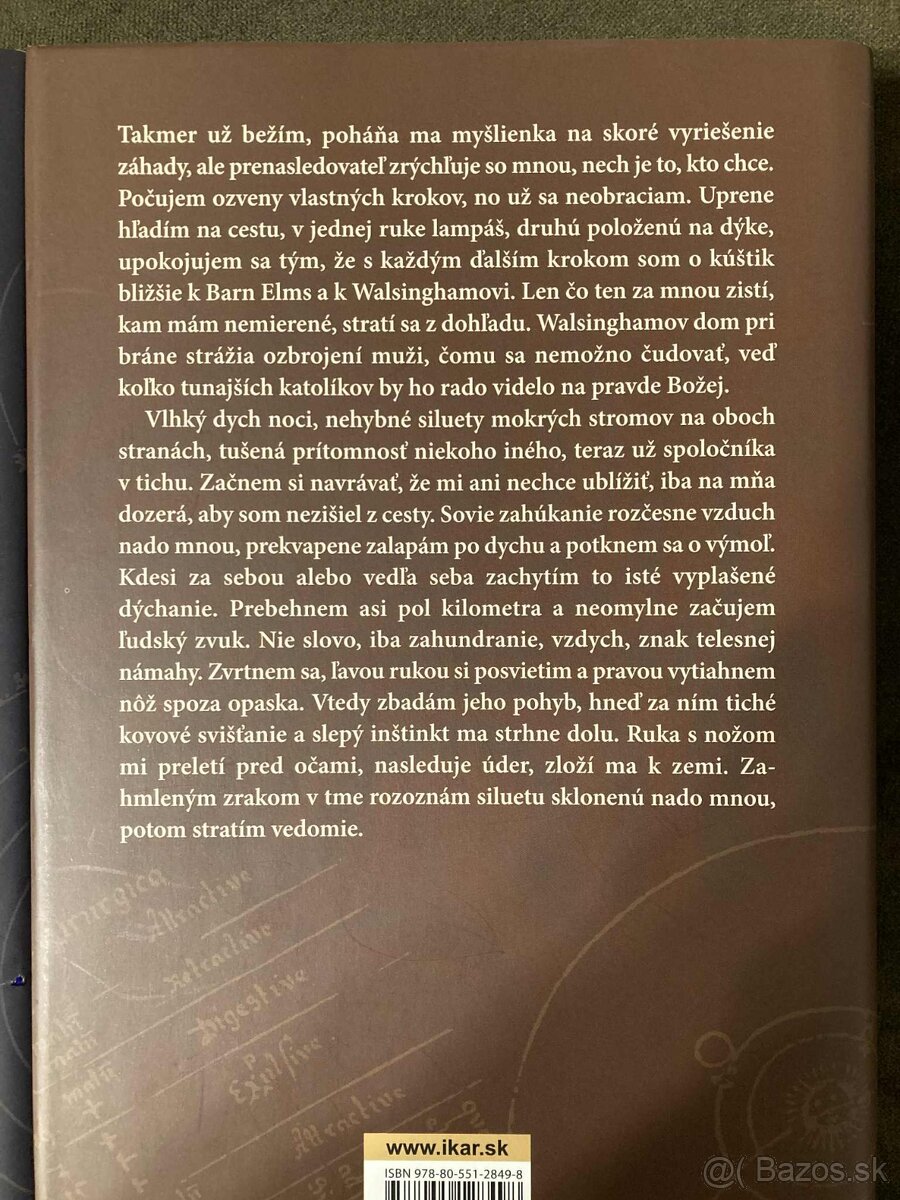 Takmer už bežím, poháňa ma myšlienka na skoré vyriešenie
záhady, ale prenasledovateľ zrýchľuje so mnou, nech je to, kto chce.
Počujem ozveny vlastných krokov, no už sa neobraciam. Uprene
hľadím na cestu, v jednej ruke lampáš, druhú položenú na dýke,
upokojujem sa tým, že s každým ďalším krokom som o kúštik
bližšie k Barn Elms a k Walsinghamovi. Len čo ten za mnou zistí,
kam mám nemierené, stratí sa z dohľadu. Walsinghamov dom pri
bráne strážia ozbrojení muži, čomu sa nemožno čudovať, veď
koľko tunajších katolíkov by ho rado videlo na pravde Božej.
Vlhký dych noci, nehybné siluety mokrých stromov na oboch
stranách, tušená prítomnosť niekoho iného, teraz už spoločníka
v tichu. Začnem si navrávať, že mi ani nechce ublížiť, iba na mňa
dozerá, aby som nezišiel z cesty. Sovie zahúkanie rozčesne vzduch
nado mnou, prekvapene zalapám po dychu a potknem sa o výmoľ.
Kdesi za sebou alebo vedľa seba zachytím to isté vyplašené
dýchanie. Prebehnem asi pol kilometra a neomylne začujem
ľudský zvuk. Nie slovo, iba zahundranie, vzdych, znak telesnej
námahy. Zvrtnem sa, ľavou rukou si posvietim a pravou vytiahnem
nôž spoza opaska. Vtedy zbadám jeho pohyb, hneď za ním tiché
kovové svišťanie a slepý inštinkt ma strhne dolu. Ruka s nožom
mi preletí pred očami, nasleduje úder, zloží ma k zemi. Za-
hmleným zrakom v tme rozoznám siluetu sklonenú nado mnou,
potom stratím vedomie.
Attractive
Digestive
Expulsive
Attractive
www.ikar.sk
ISBN 978-80-551-2849-8
@( Bazos.sk